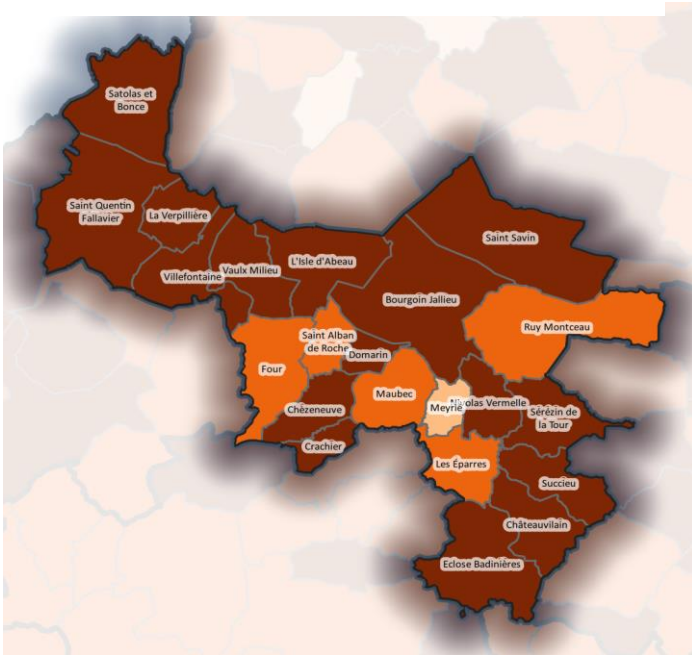 Satolas et
Bonce
Saint Quentin
Fallavier
La Verpillière
Saint Savin
L'Isle d'Abeau
Vaulx Milieu
Villefontaine
Bourgoin Jallieu
Ruy Montceau
Saint Alban
de Roche
Domarin
Four
Maubec
Meyrié
Nicolas Vermelle
Chèzeneuve
Sérézin de
la Tour
Crachier
Les Éparres
Succieu
Châteauvilain
Eclose Badinières